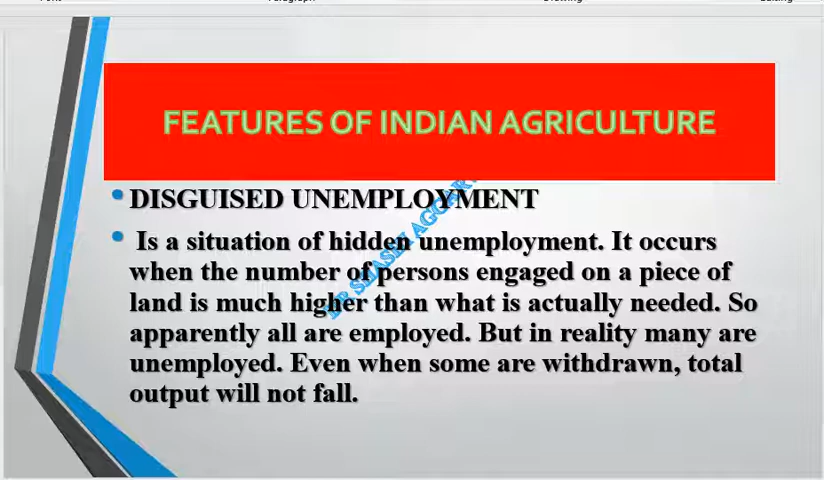 FEATURES OF INDIAN AGRICULTURE
DISGUISED UNEMPLOYMENT
Is a situation of hidden unemployment. It occurs
when the number of persons engaged on a piece of
land is much higher than what is actually needed. So
apparently all are employed. But in reality many are
unemployed. Even when some are withdrawn, total
output will not fall.